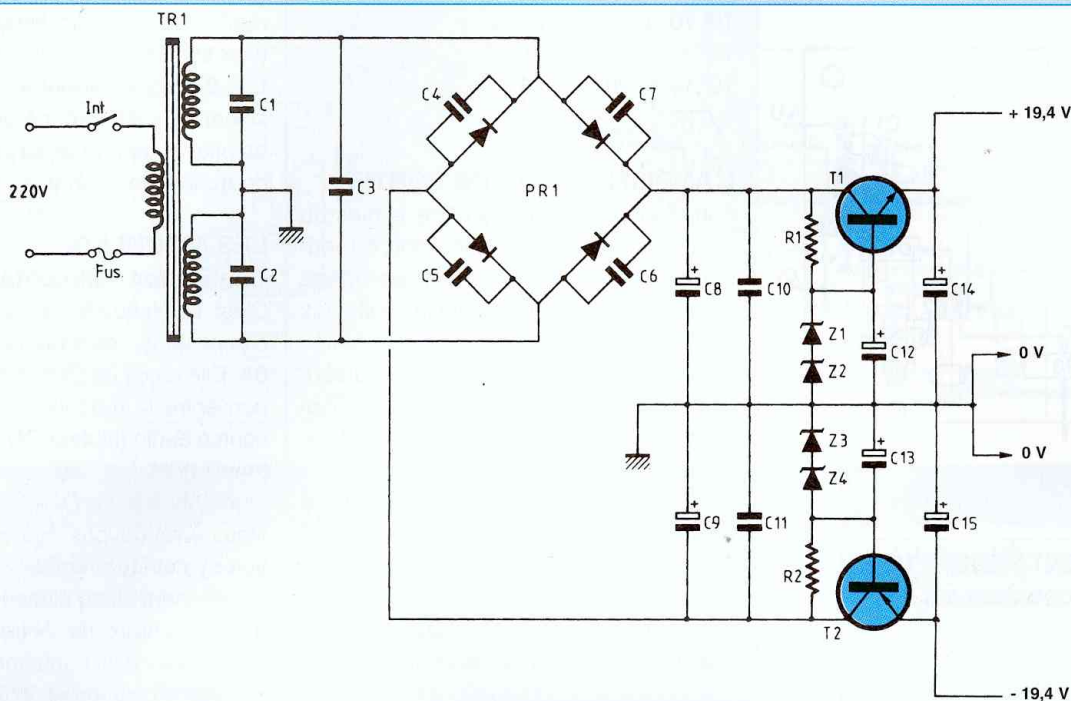 TR1
Int
220V
Fus.
C1
C2
C3
C4
C7
C5
C6
PR1
T1
+ 19,4 V
R1
+
C8
C10
Z1
Z2
+
C12
+
C14
0 V
0 V
Z3
Z4
+
C13
+
C9
C11
R2
+
C15
T2
- 19,4 V